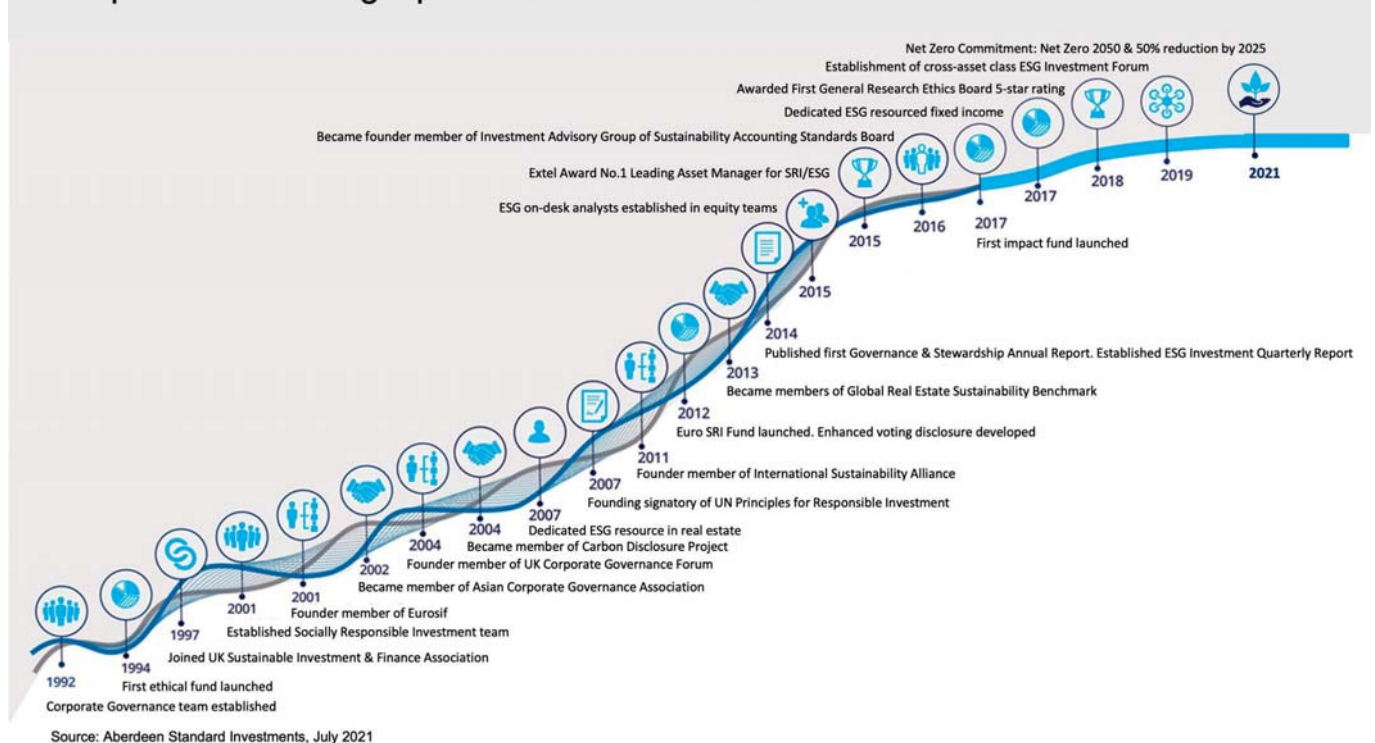 Net Zero Commitment: Net Zero 2050 & 50% reduction by 2025
Establishment of cross-asset class ESG Investment Forum
Awarded First General Research Ethics Board 5-star rating
Dedicated ESG resourced fixed income
Became founder member of Investment Advisory Group of Sustainability Accounting Standards Board
Extel Award No.1 Leading Asset Manager for SRI/ESG
ESG on-desk analysts established in equity teams
2021
2019
2018
2017
2017
First impact fund launched
2016
2015
2015
2014
Published first Governance & Stewardship Annual Report. Established ESG Investment Quarterly Report
2013
Became members of Global Real Estate Sustainability Benchmark
2012
Euro SRI Fund launched. Enhanced voting disclosure developed
2011
Founder member of International Sustainability Alliance
2007
Founding signatory of UN Principles for Responsible Investment
2007
Dedicated ESG resource in real estate
2004
Became member of Carbon Disclosure Project
2004
Founder member of UK Corporate Governance Forum
2002
Became member of Asian Corporate Governance Association
2001
Founder member of Eurosif
2001
Established Socially Responsible Investment team
1997
Joined UK Sustainable Investment & Finance Association
1994
First ethical fund launched
1992
Corporate Governance team established
Source: Aberdeen Standard Investments, July 2021